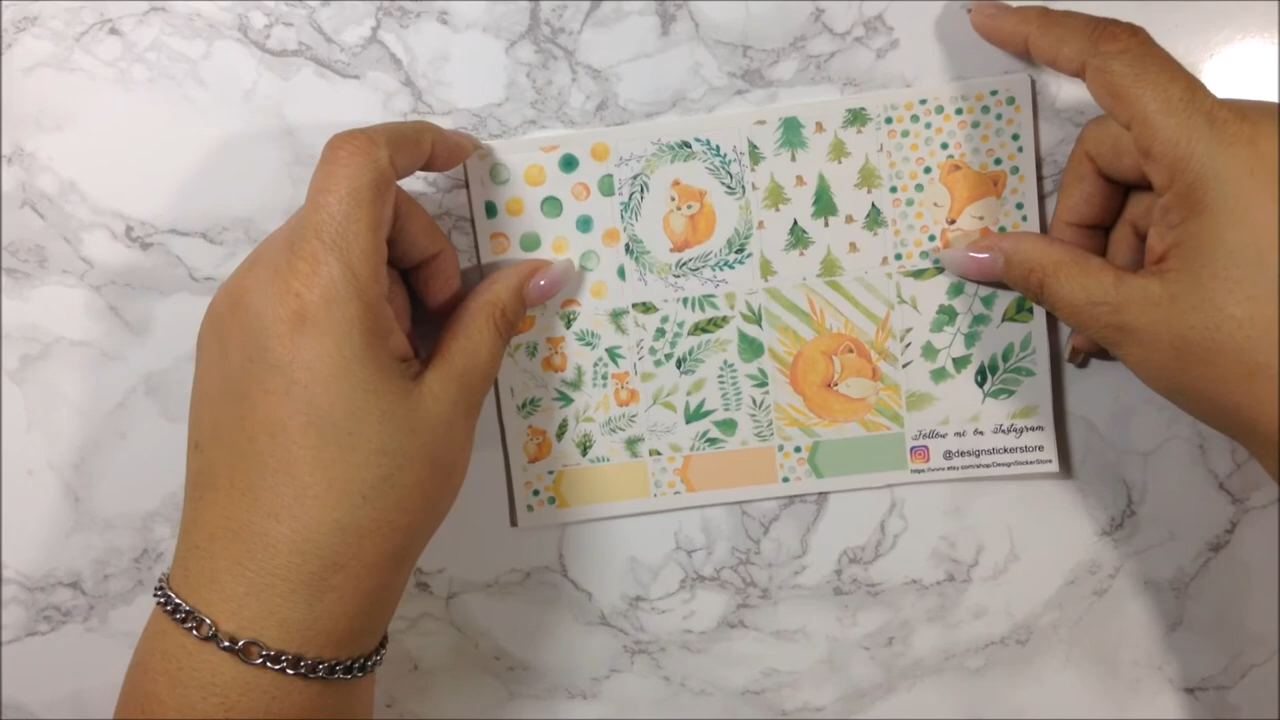 Follow me on Instagram
@designstickerstore
https://www.etsy.com/shop/DesignStickerStore